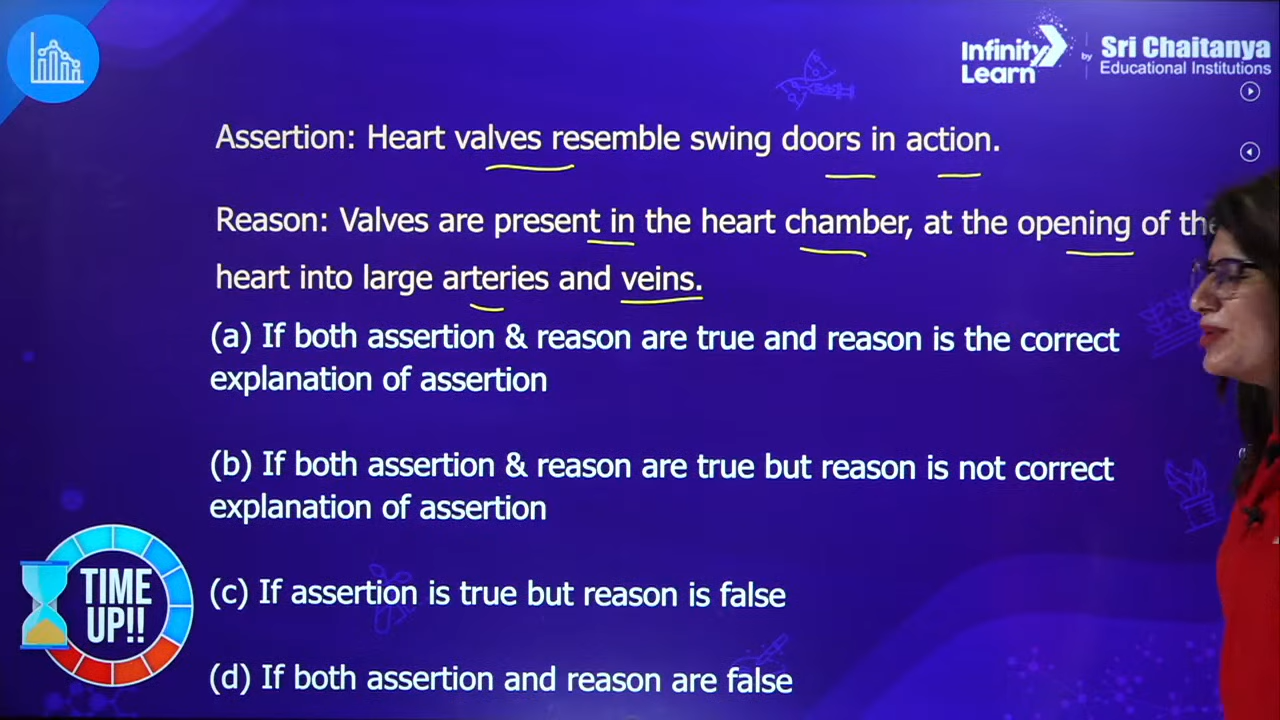 Infinity
Learn
by
Sri Chaitanya
Educational Institutions
Assertion: Heart valves resemble swing doors in action.
Reason: Valves are present in the heart chamber, at the opening of the
heart into large arteries and veins.
(a) If both assertion & reason are true and reason is the correct
explanation of assertion
(b) If both assertion & reason are true but reason is not correct
explanation of assertion
(c) If assertion is true but reason is false
(d) If both assertion and reason are false
TIME
UP!!